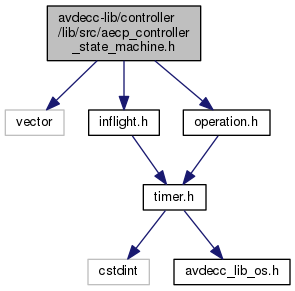 avdecc-lib/controller
/lib/src/aecp_controller
_state_machine.h
vector
inflight.h
operation.h
timer.h
cstdint
avdecc_lib_os.h